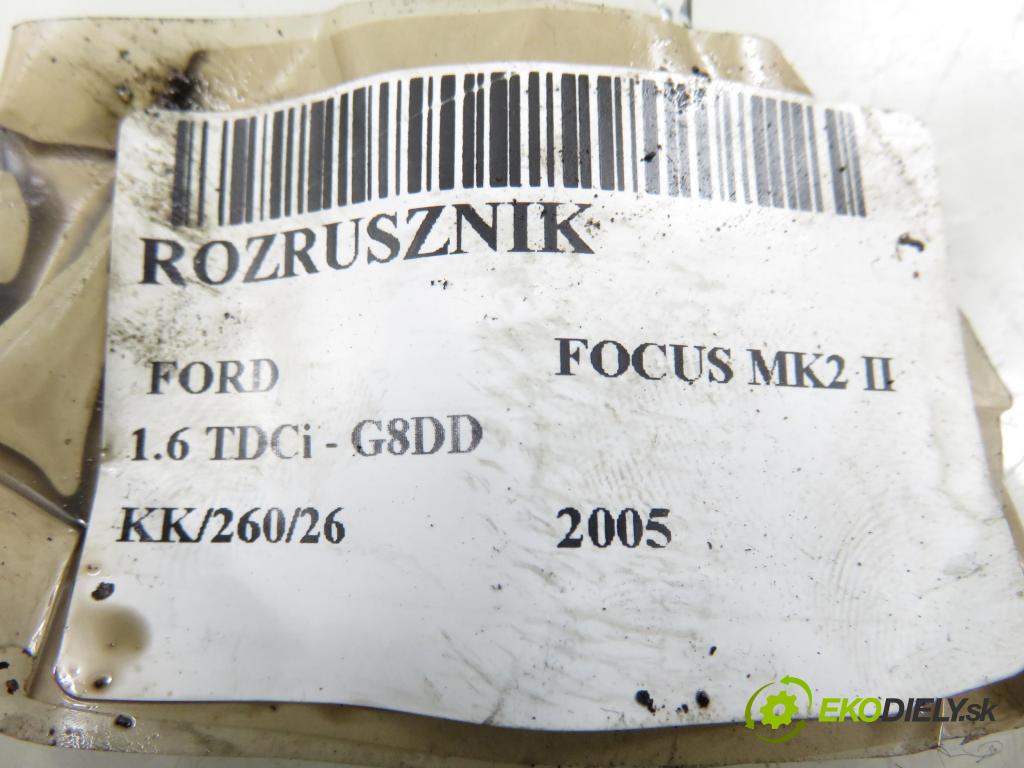 ROZRUSZNIK
FORD FOCUS MK2 II
1.6 TDCi - G8DD
KK/260/26 2005
EKODIELY.sk